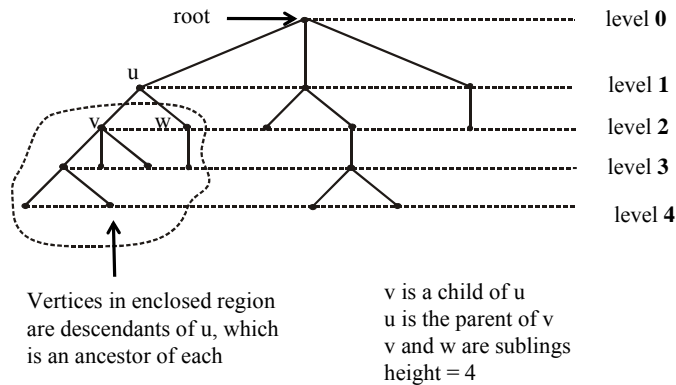 root
level 0
u
level 1
v
w
level 2
level 3
level 4
Vertices in enclosed region
are descendants of u, which
is an ancestor of each
v is a child of u
u is the parent of v
v and w are sublings
height = 4